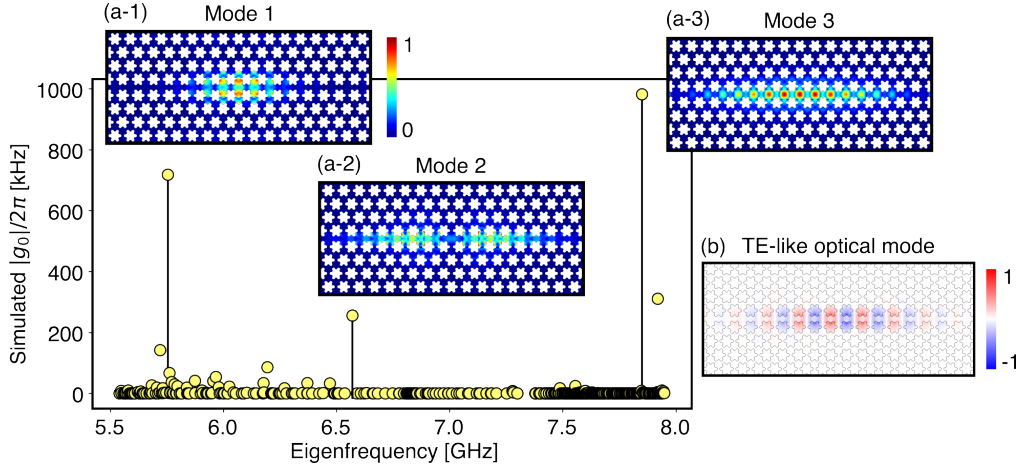 (a-1) Mode 1
1
0
(a-2) Mode 2
(a-3) Mode 3
(b) TE-like optical mode
1
-1
Simulated |g₀|/2π [kHz]
1000
800
600
400
200
0
5.5 6.0 6.5 7.0 7.5 8.0
Eigenfrequency [GHz]